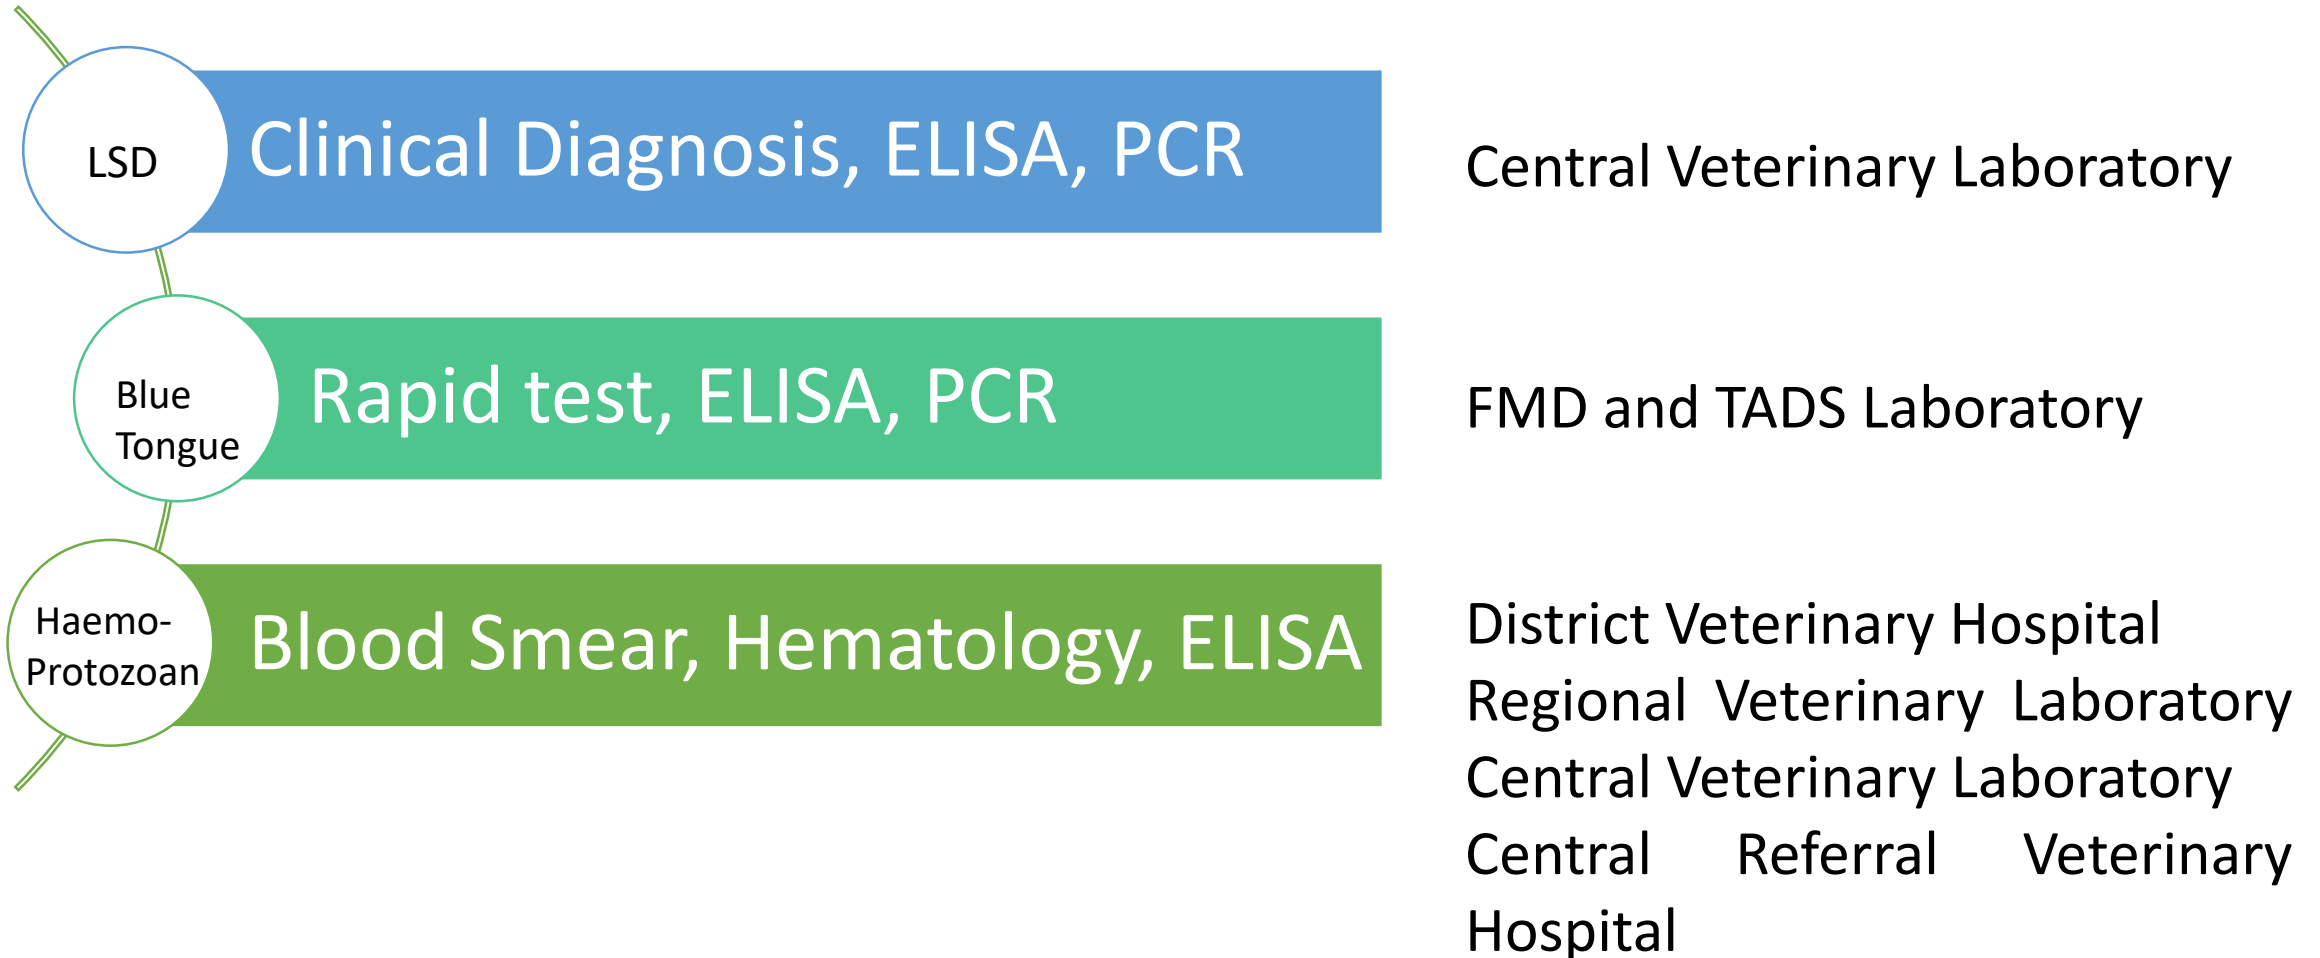 LSD
Clinical Diagnosis, ELISA, PCR
Central Veterinary Laboratory
Blue
Tongue
Rapid test, ELISA, PCR
FMD and TADS Laboratory
Haemo-
Protozoan
Blood Smear, Hematology, ELISA
District Veterinary Hospital
Regional Veterinary Laboratory
Central Veterinary Laboratory
Central Referral Veterinary
Hospital